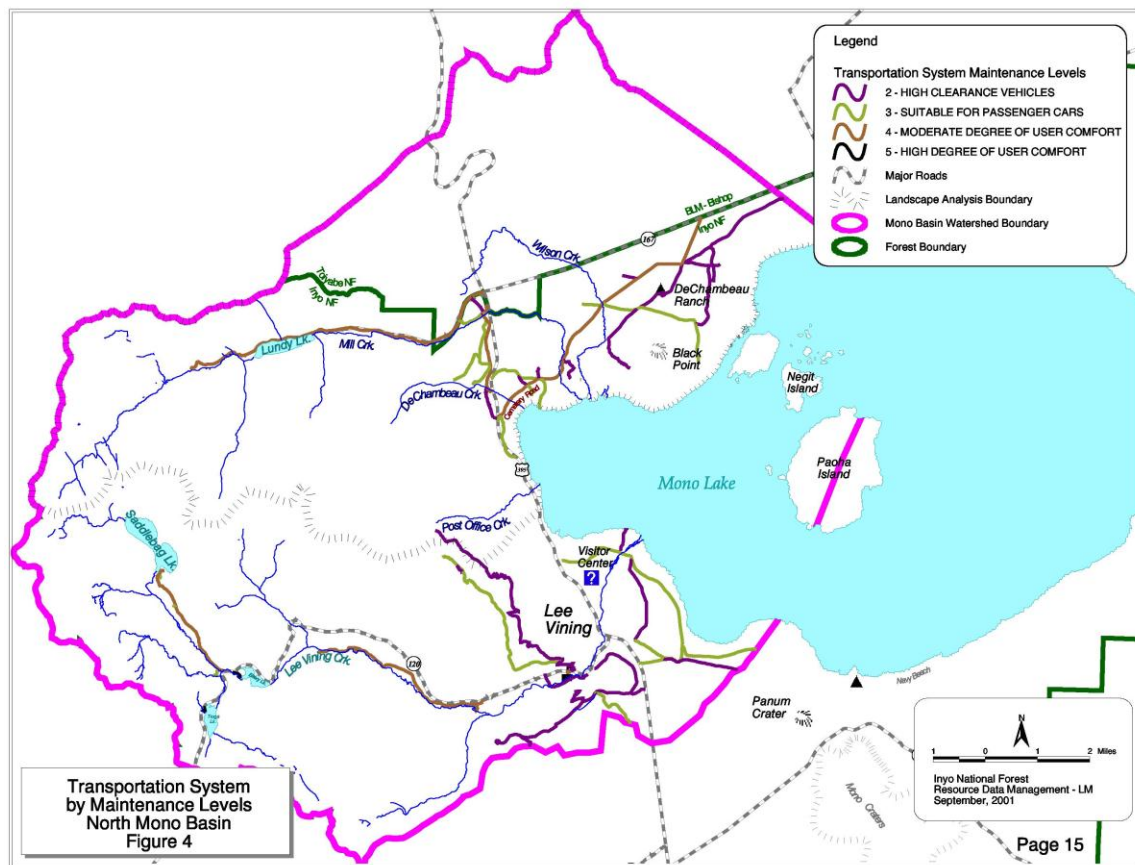 Legend
Transportation System Maintenance Levels
2 - HIGH CLEARANCE VEHICLES
3 - SUITABLE FOR PASSENGER CARS
4 - MODERATE DEGREE OF USER COMFORT
5 - HIGH DEGREE OF USER COMFORT
Major Roads
Landscape Analysis Boundary
Mono Basin Watershed Boundary
Forest Boundary
BLM - Bishop
Inyo NF
167
Wilson Crk.
Toiyabe NF
Inyo NF
DeChambeau
Ranch
Lundy Lk.
Mill Crk.
Black
Point
Negit
Island
DeChambeau Crk.
Cemetery Road
Paoha
Island
395
Mono Lake
Saddlebag Lk.
Post Office Crk.
Visitor
Center
?
Lee
Vining
120
Lee Vining Crk.
Navy Beach
Panum
Crater
Mono Craters
N
1 0 1 2 Miles
Inyo National Forest
Resource Data Management - LM
September, 2001
Transportation System
by Maintenance Levels
North Mono Basin
Figure 4
Page 15